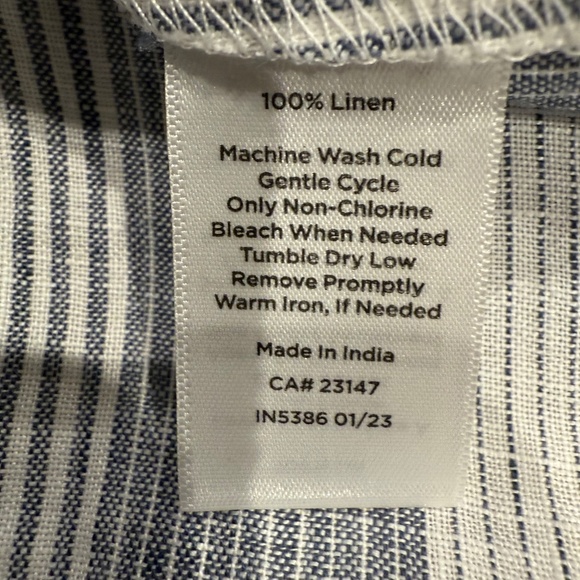 100% Linen
Machine Wash Cold
Gentle Cycle
Only Non-Chlorine
Bleach When Needed
Tumble Dry Low
Remove Promptly
Warm Iron, If Needed
Made In India
CA# 23147
IN5386 01/23